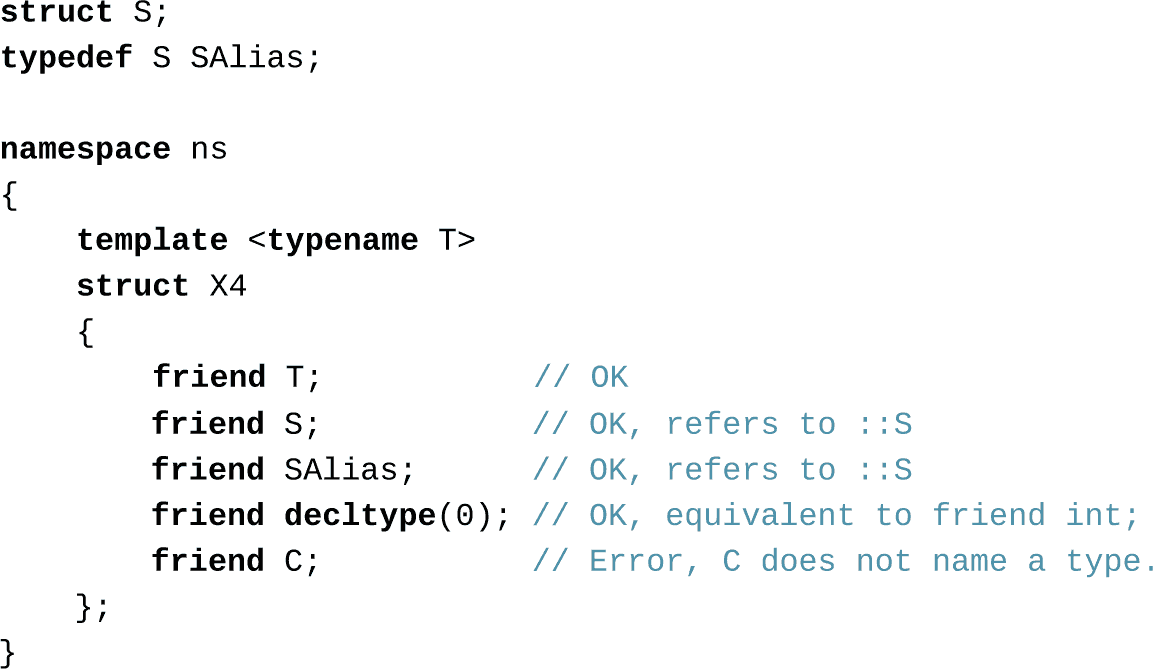 struct S;
typedef S SAlias;

namespace ns
{
    template <typename T>
    struct X4
    {
        friend T;           // OK
        friend S;           // OK, refers to ::S
        friend SAlias;      // OK, refers to ::S
        friend decltype(0); // OK, equivalent to friend int;
        friend C;           // Error, C does not name a type.
    };
}